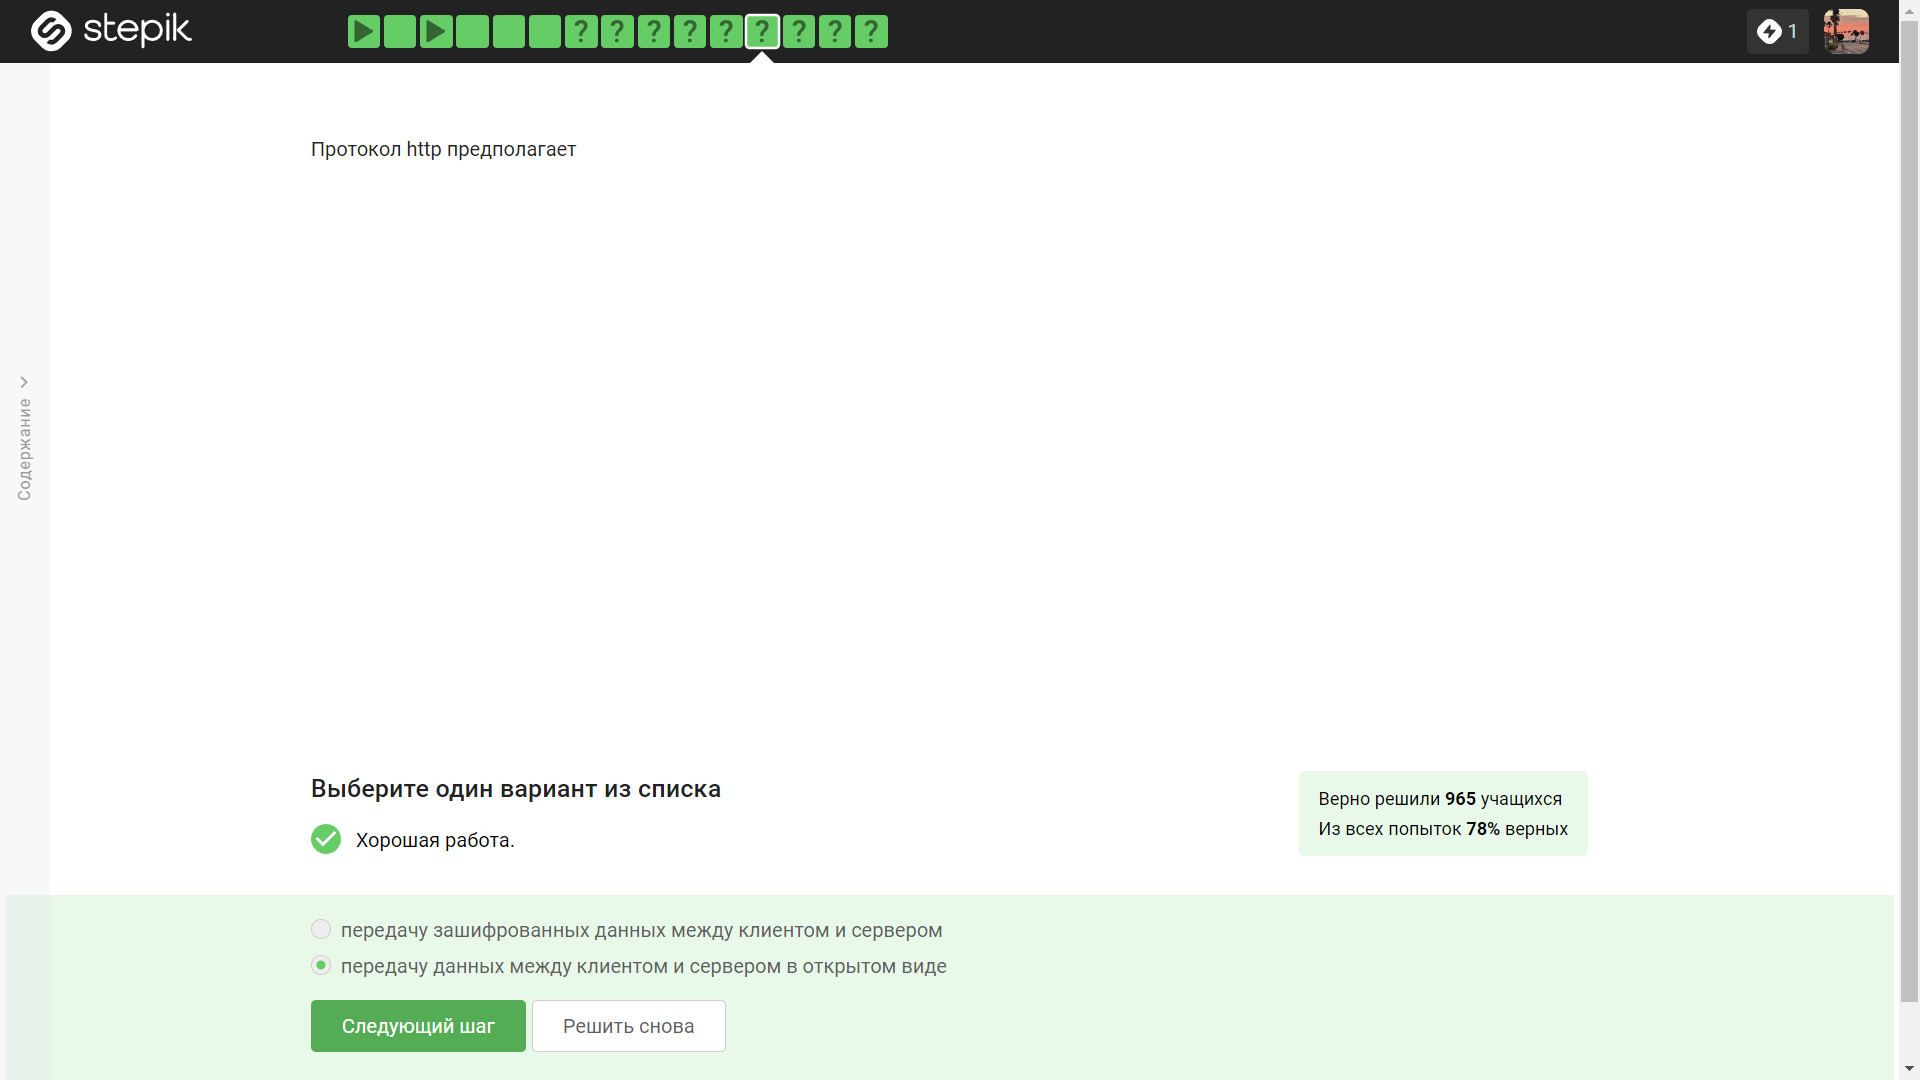 stepik
? ? ? ? ? ? ? ? ?
1
Содержание
Протокол http предполагает
Выберите один вариант из списка
Хорошая работа.
Верно решили 965 учащихся
Из всех попыток 78% верных
передачу зашифрованных данных между клиентом и сервером
передачу данных между клиентом и сервером в открытом виде
Следующий шаг
Решить снова